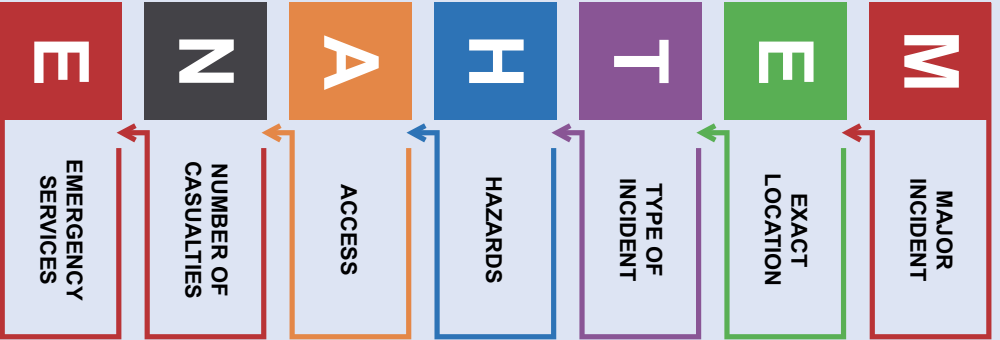 M
MAJOR
INCIDENT
E
EXACT
LOCATION
T
TYPE OF
INCIDENT
H
HAZARDS
A
ACCESS
N
NUMBER OF
CASUALTIES
E
EMERGENCY
SERVICES